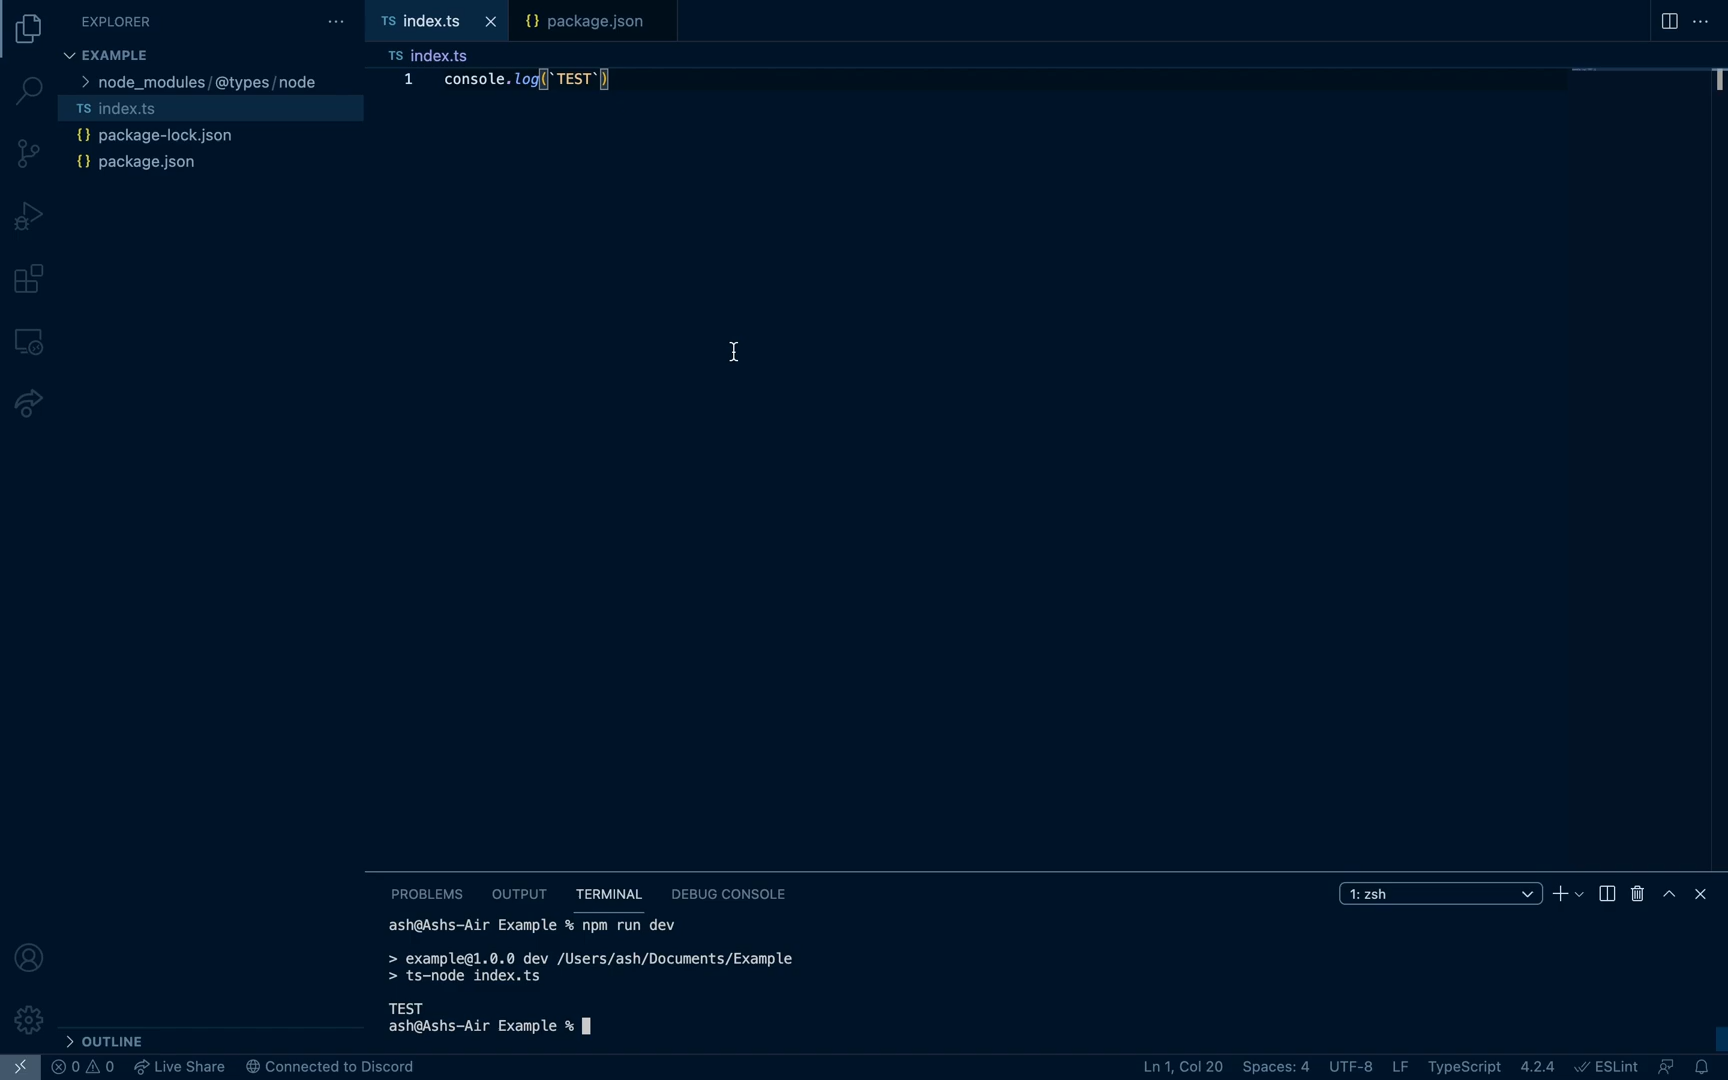 EXPLORER
EXAMPLE
node_modules / @types / node
TS index.ts
{} package-lock.json
{} package.json
TS index.ts
{} package.json
TS index.ts
1 console.log(`TEST`)
PROBLEMS OUTPUT TERMINAL DEBUG CONSOLE
1: zsh
ash@Ashs-Air Example % npm run dev
> example@1.0.0 dev /Users/ash/Documents/Example
> ts-node index.ts
TEST
ash@Ashs-Air Example %
OUTLINE
0 0 Live Share Connected to Discord
Ln 1, Col 20 Spaces: 4 UTF-8 LF TypeScript 4.2.4 ESLint